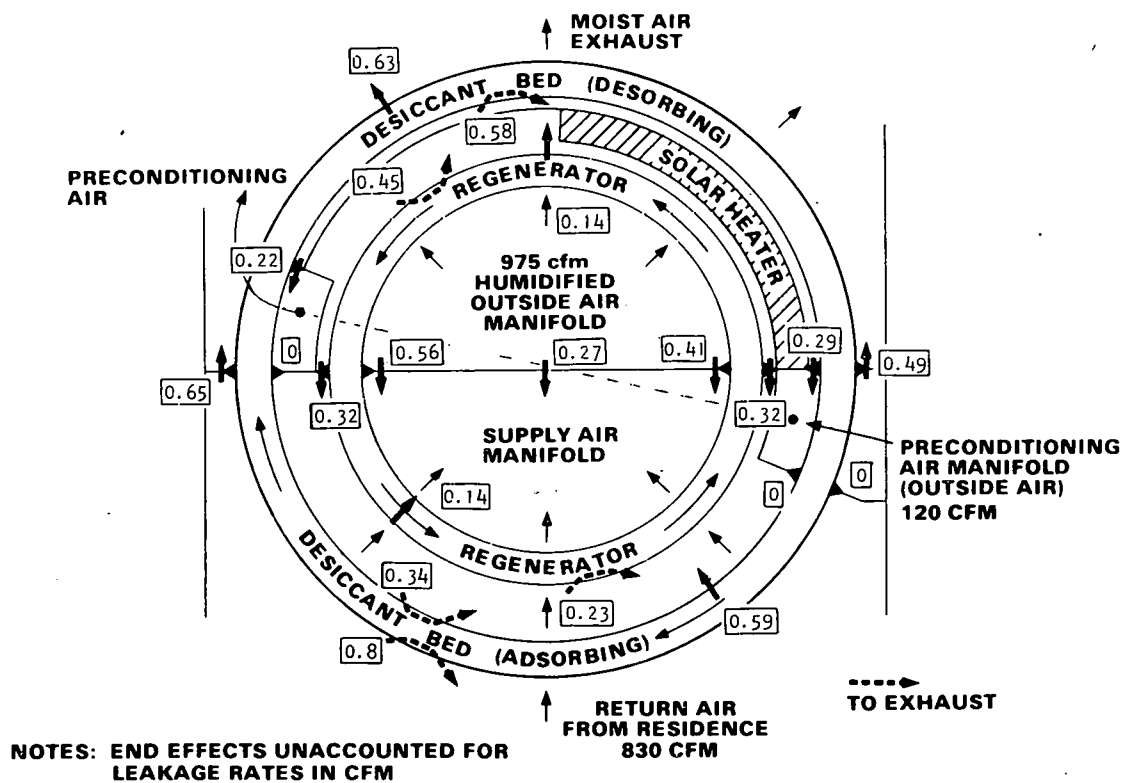 MOIST AIR
EXHAUST
0.63
DESICCANT BED (DESORBING)
0.58
SOLAR HEATER
PRECONDITIONING
AIR
0.45
REGENERATOR
0.14
0.22
975 cfm
HUMIDIFIED
OUTSIDE AIR
MANIFOLD
0
0.56
0.27
0.41
0.29
0.49
0.65
0.32
0.32
SUPPLY AIR
MANIFOLD
PRECONDITIONING
AIR MANIFOLD
(OUTSIDE AIR)
120 CFM
0
0
0.14
REGENERATOR
0.34
0.23
0.59
DESICCANT BED (ADSORBING)
0.8
TO EXHAUST
RETURN AIR
FROM RESIDENCE
830 CFM
NOTES: END EFFECTS UNACCOUNTED FOR
LEAKAGE RATES IN CFM